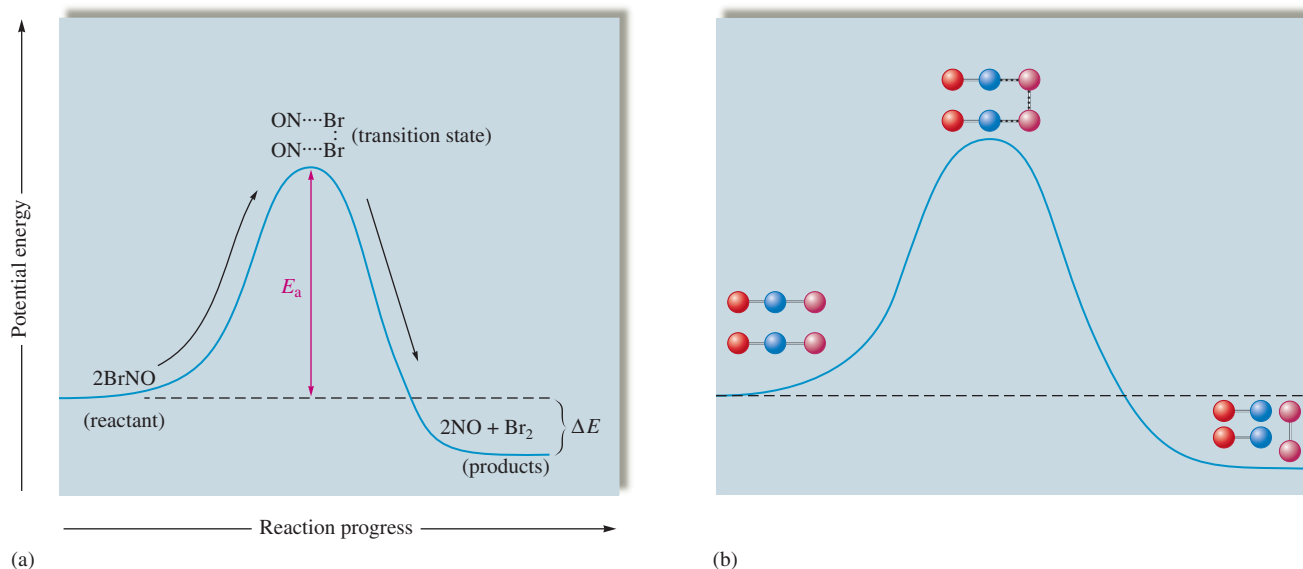 Potential energy
ON····Br
(transition state)
ON····Br
Eₐ
2BrNO
(reactant)
2NO + Br₂
(products)
ΔE
Reaction progress
(a)
(b)